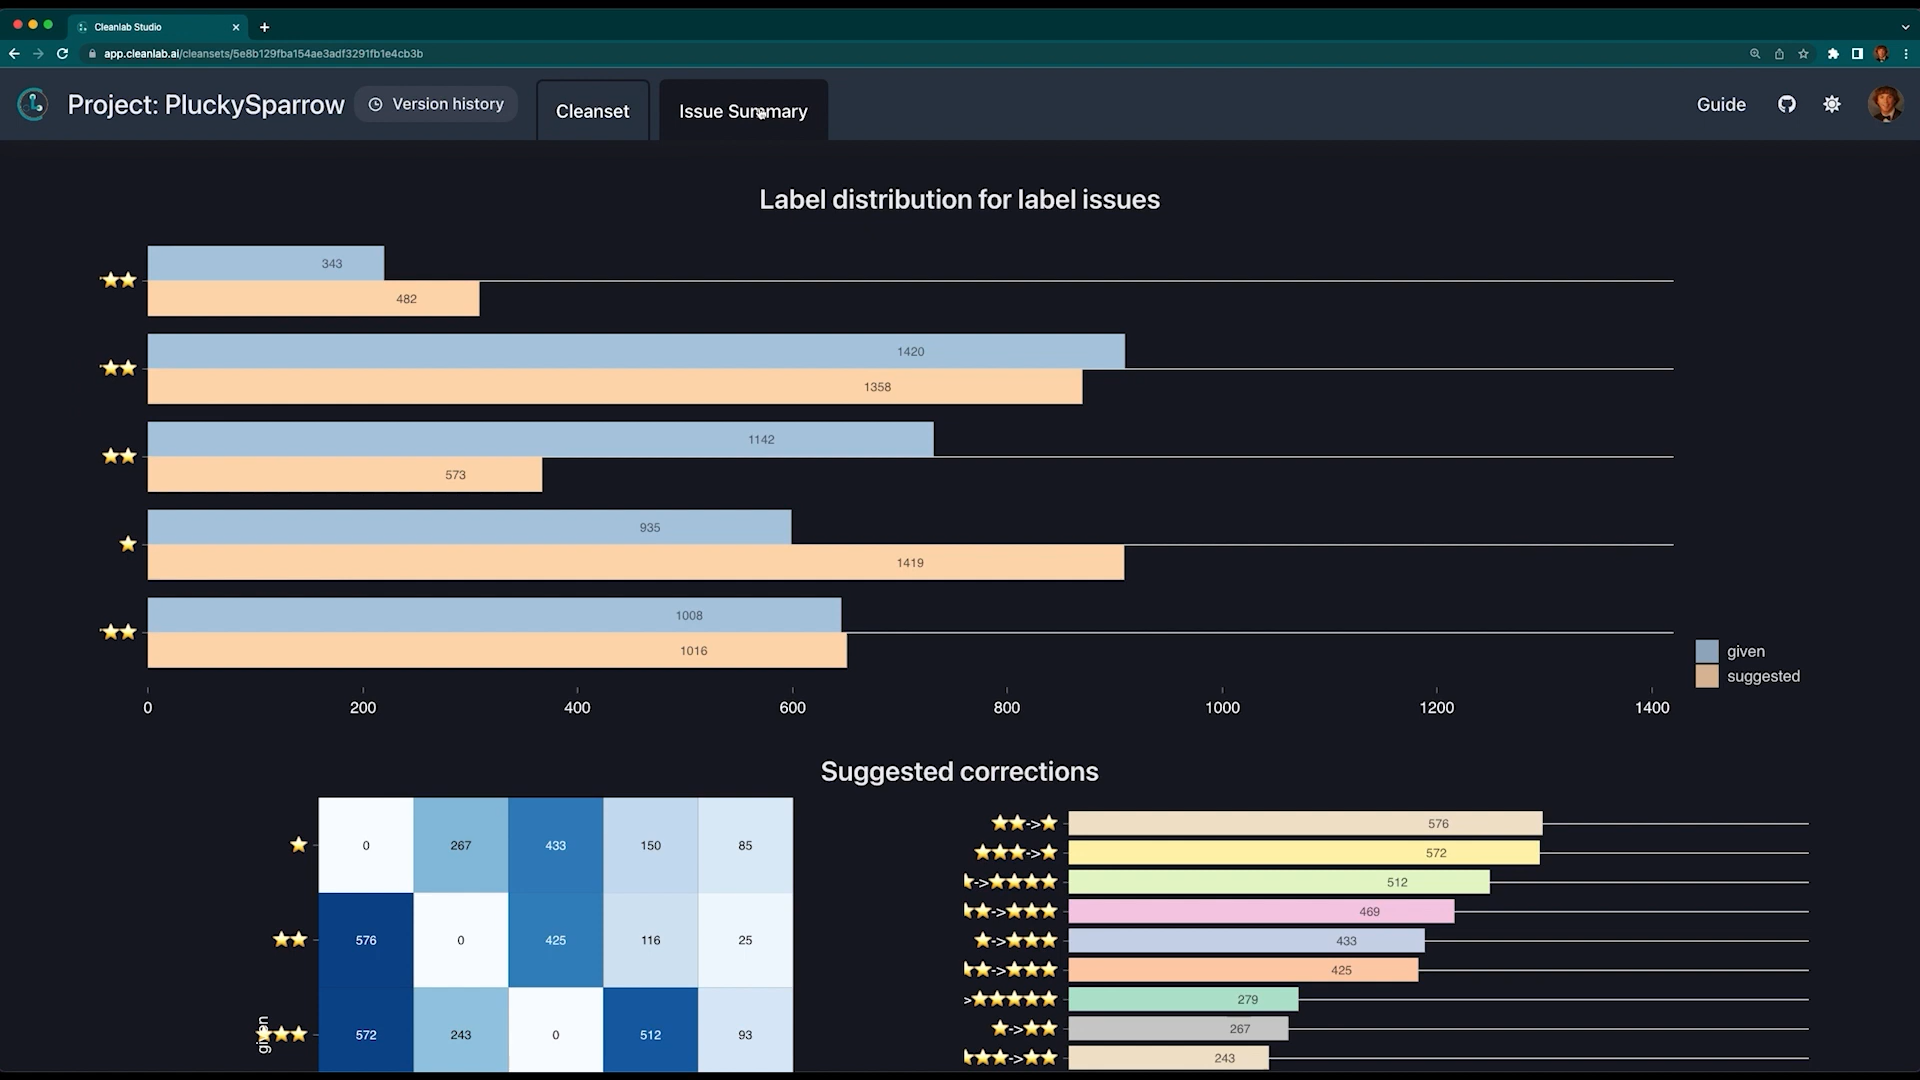 Cleanlab Studio
app.cleanlab.ai/cleansets/5e8b129fba154ae3adf3291fb1e4cb3b
Project: PluckySparrow
Version history
Cleanset
Issue Summary
Guide
Label distribution for label issues
343
⭐⭐
482
1420
⭐⭐
1358
1142
⭐⭐
573
935
⭐
1419
1008
⭐⭐
1016
given
suggested
0 200 400 600 800 1000 1200 1400
Suggested corrections
⭐ 0 267 433 150 85
⭐⭐ 576 0 425 116 25
⭐⭐⭐ 572 243 0 512 93
given
⭐⭐->⭐ 576
⭐⭐⭐->⭐ 572
⭐->⭐⭐⭐⭐ 512
⭐⭐->⭐⭐⭐ 469
⭐->⭐⭐⭐ 433
⭐⭐->⭐⭐⭐ 425
>⭐⭐⭐⭐⭐ 279
⭐->⭐⭐ 267
⭐⭐⭐->⭐⭐ 243